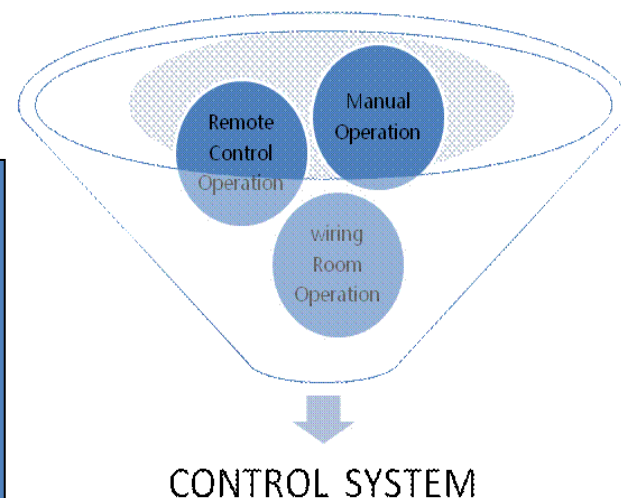 Manual
Operation
Remote
Control
Operation
wiring
Room
Operation
CONTROL SYSTEM